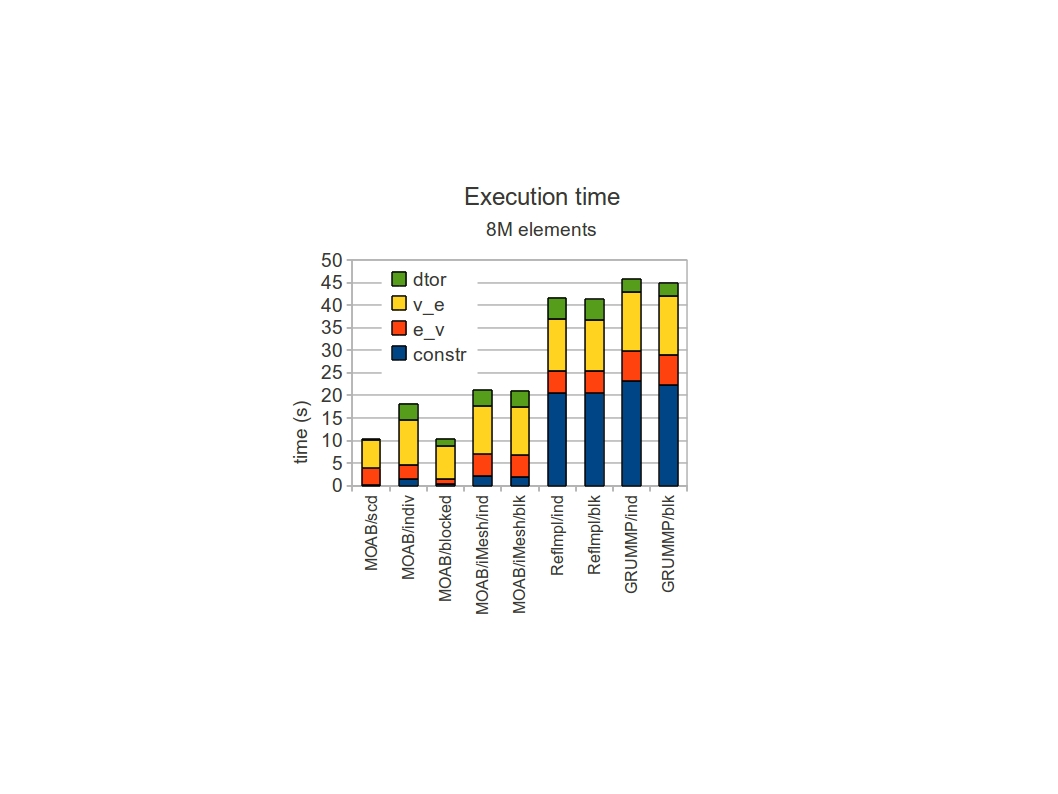 Execution time
8M elements
50
45
40
35
30
25
20
15
10
5
0
time (s)
dtor
v_e
e_v
constr
MOAB/scd
MOAB/indiv
MOAB/blocked
MOAB/iMesh/ind
MOAB/iMesh/blk
RefImpl/ind
RefImpl/blk
GRUMMP/ind
GRUMMP/blk